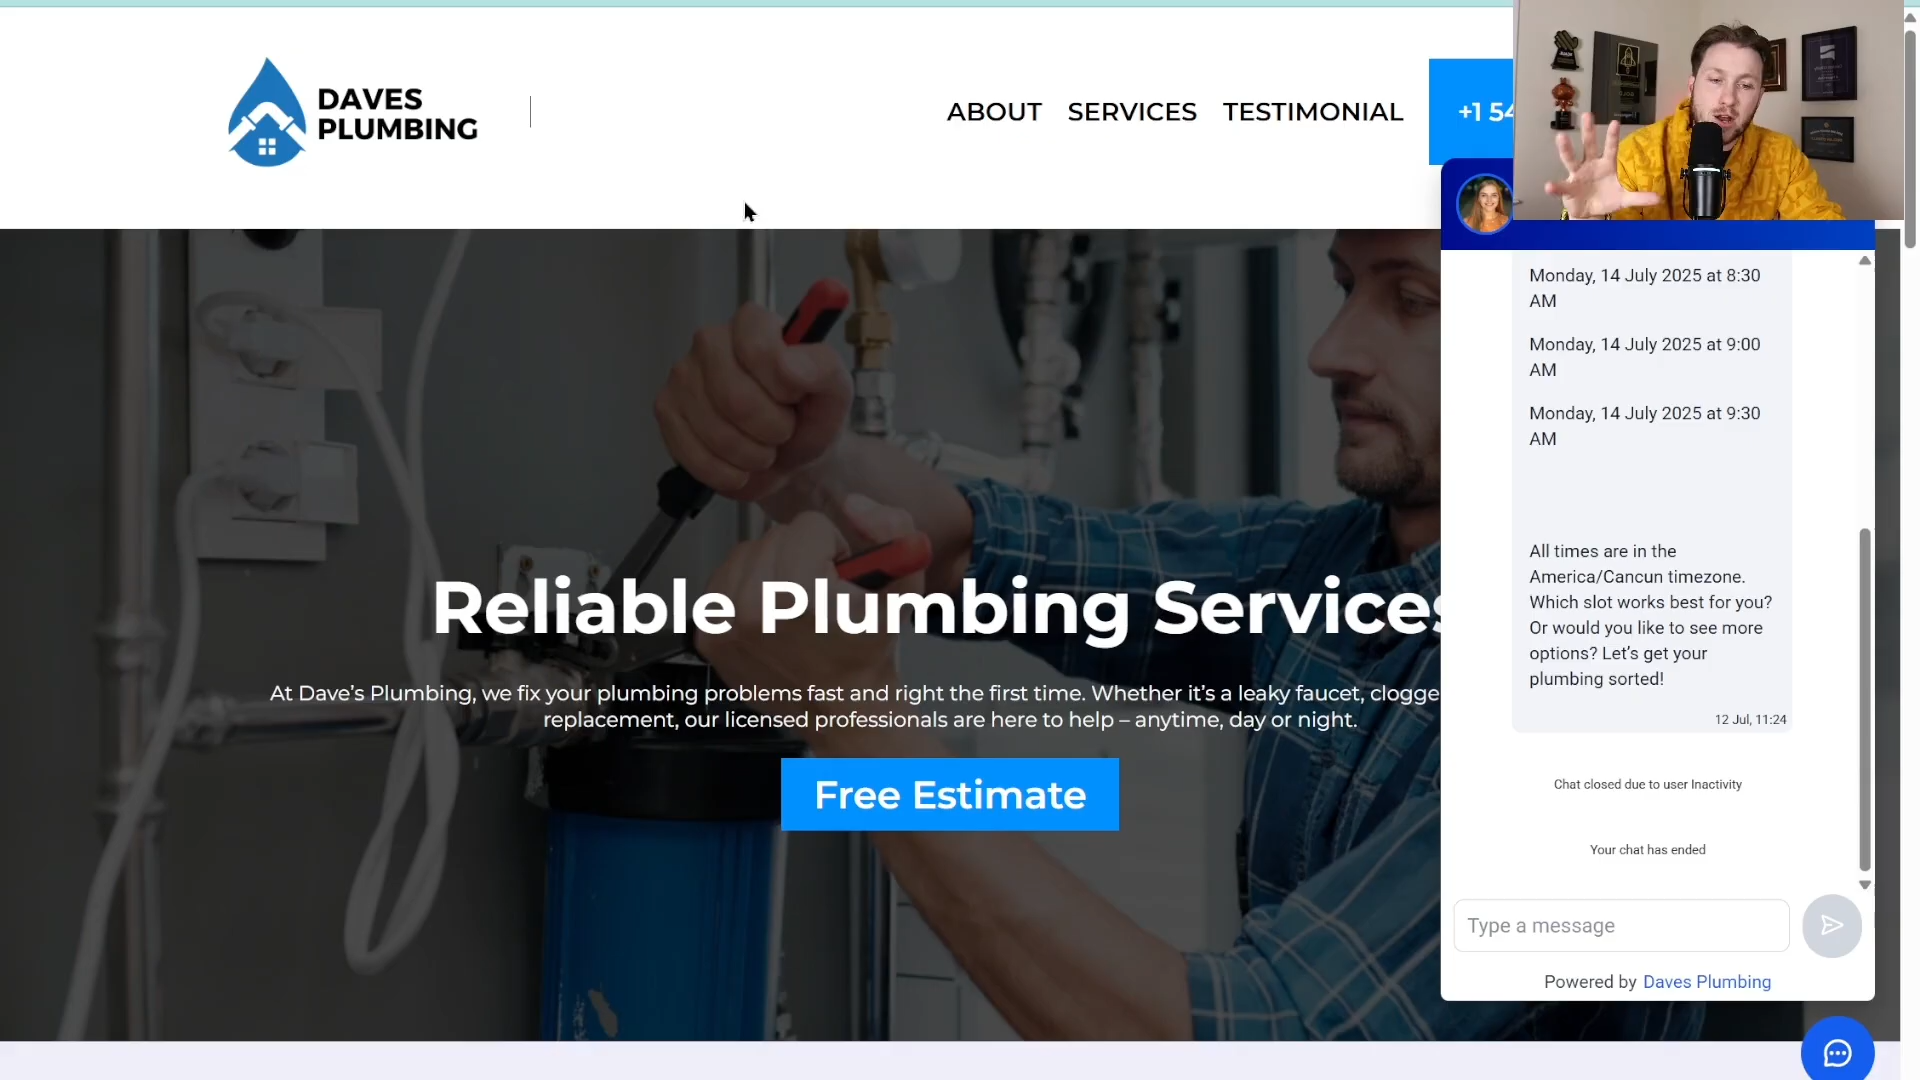 DAVES
PLUMBING
ABOUT SERVICES TESTIMONIAL
+1 54
Reliable Plumbing Services
At Dave's Plumbing, we fix your plumbing problems fast and right the first time. Whether it's a leaky faucet, clogge
replacement, our licensed professionals are here to help – anytime, day or night.
Free Estimate
Monday, 14 July 2025 at 8:30
AM
Monday, 14 July 2025 at 9:00
AM
Monday, 14 July 2025 at 9:30
AM
All times are in the
America/Cancun timezone.
Which slot works best for you?
Or would you like to see more
options? Let's get your
plumbing sorted!
12 Jul, 11:24
Chat closed due to user Inactivity
Your chat has ended
Type a message
Powered by Daves Plumbing